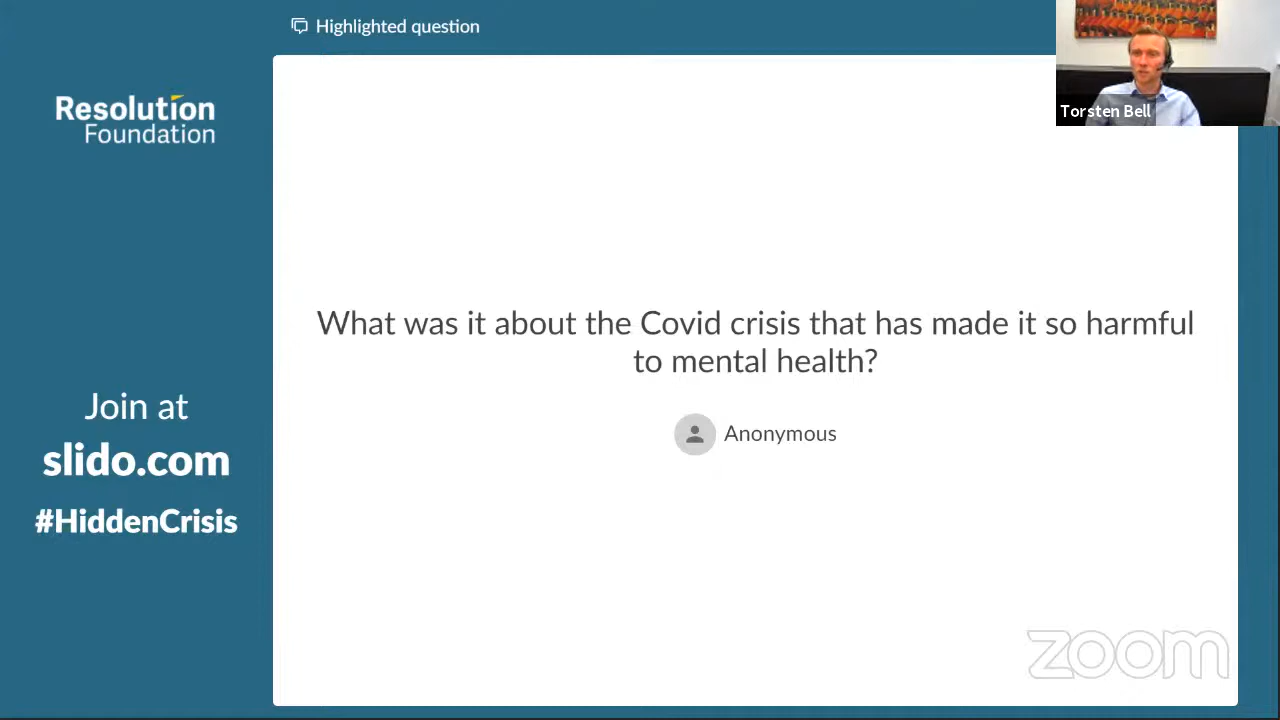 Highlighted question
Torsten Bell
Resolution
Foundation
What was it about the Covid crisis that has made it so harmful
to mental health?
Anonymous
Join at
slido.com
#HiddenCrisis
zoom